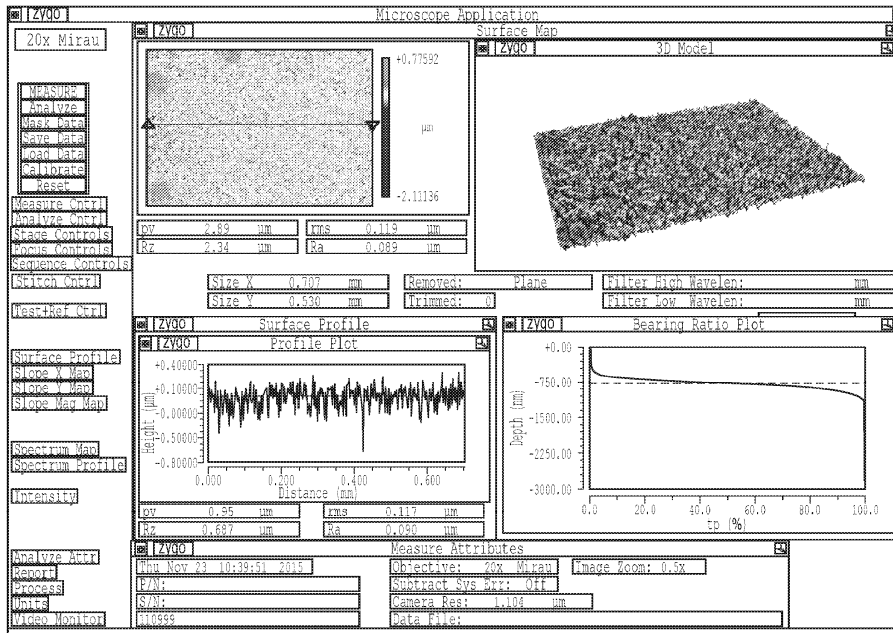 zygo Microscope Application
20x Mirau
MEASURE
Analyze
Mask Data
Save Data
Load Data
Calibrate
Reset
Measure Cntrl
Analyze Cntrl
Stage Controls
Focus Controls
Sequence Controls
Stitch Cntrl
Test+Ref Ctrl
Surface Profile
Slope X Map
Slope Y Map
Slope Mag Map
Spectrum Map
Spectrum Profile
Intensity
Analyze Attr
Report
Process
Units
Video Monitor
zygo Surface Map
+0.77592
μm
-2.11136
zygo 3D Model
pv 2.89 μm
rms 0.119 μm
Rz 2.34 μm
Ra 0.089 μm
Size X 0.707 mm
Removed: Plane
Filter High Wavelen: mm
Size Y 0.530 mm
Trimmed: 0
Filter Low Wavelen: mm
zygo Surface Profile
zygo Profile Plot
Height (μm)
+0.40000
+0.10000
-0.00000
-0.50000
-0.80000
0.000 0.200 0.400 0.600
Distance (mm)
pv 0.95 μm
rms 0.117 μm
Rz 0.687 μm
Ra 0.090 μm
zygo Bearing Ratio Plot
Depth (nm)
+0.00
-750.00
-1500.00
-2250.00
-3000.00
0.0 20.0 40.0 60.0 80.0 100.0
tp (%)
zygo Measure Attributes
Thu Nov 23 10:39:51 2015
Objective: 20x Mirau
Image Zoom: 0.5x
P/N:
Subtract Sys Err: Off
S/N:
Camera Res: 1.104 μm
110999
Data File: